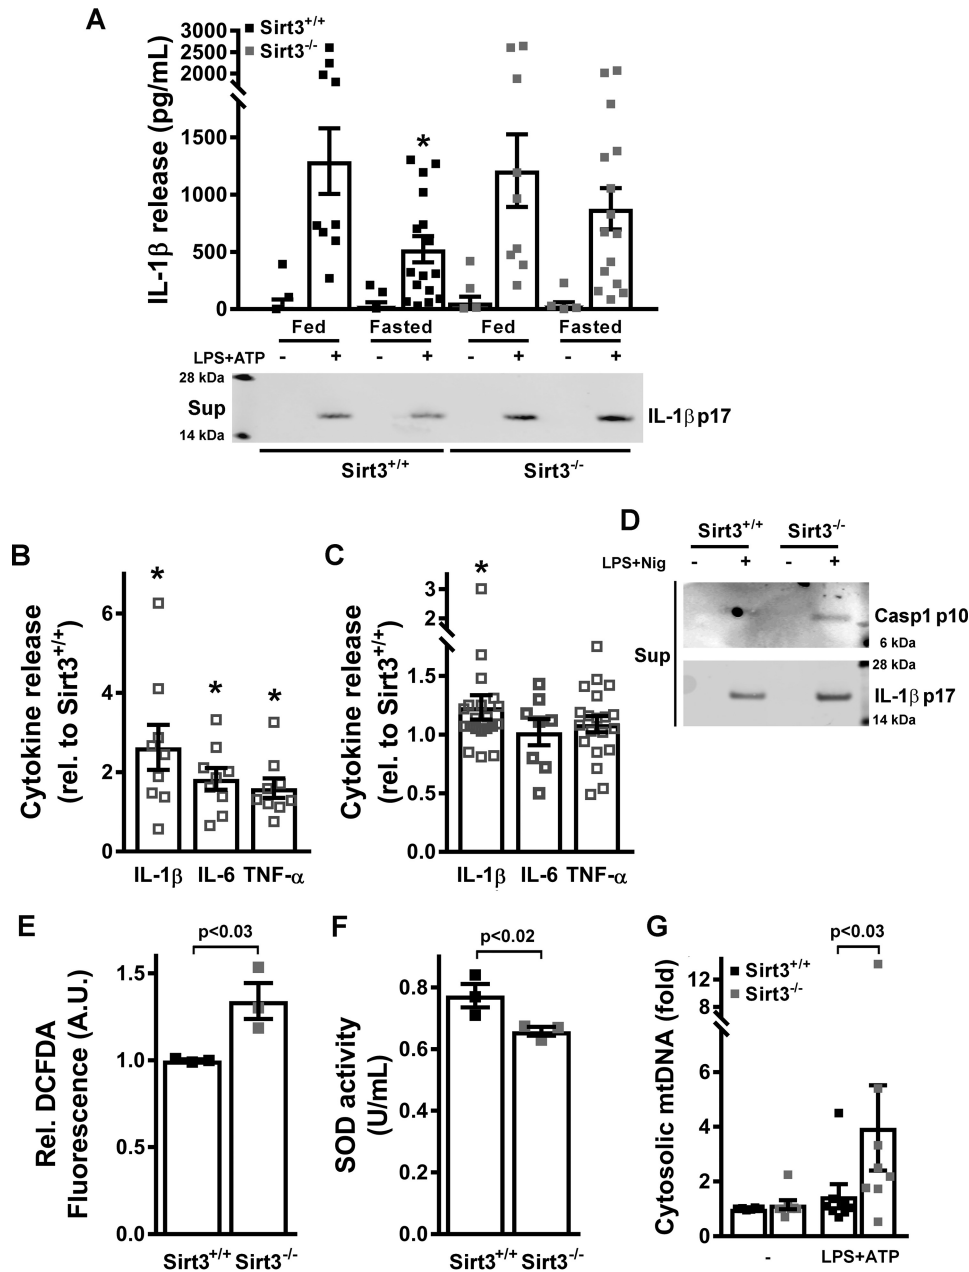 A
IL-1β release (pg/mL)
3000
2500
2000
1500
1000
500
0
Sirt3+/+
Sirt3-/-
*
Fed Fasted Fed Fasted
LPS+ATP - + - + - + - +
28 kDa
Sup
14 kDa
IL-1β p17
Sirt3+/+ Sirt3-/-
B
Cytokine release
(rel. to Sirt3+/+)
6
4
2
0
* * *
IL-1β IL-6 TNF-α
C
Cytokine release
(rel. to Sirt3+/+)
3
2
1.5
1.0
0.5
0.0
*
IL-1β IL-6 TNF-α
D
Sirt3+/+ Sirt3-/-
LPS+Nig - + - +
Sup
Casp1 p10
6 kDa
28 kDa
IL-1β p17
14 kDa
E
Rel. DCFDA
Fluorescence (A.U.)
1.5
1.0
0.5
0.0
p<0.03
Sirt3+/+ Sirt3-/-
F
SOD activity
(U/mL)
0.8
0.6
0.4
0.2
0.0
p<0.02
Sirt3+/+ Sirt3-/-
G
Cytosolic mtDNA (fold)
12
8
6
4
2
0
Sirt3+/+
Sirt3-/-
p<0.03
- LPS+ATP